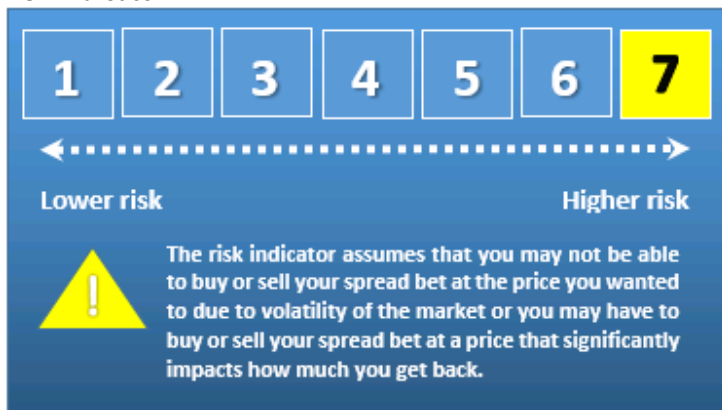 1 2 3 4 5 6 7
Lower risk Higher risk
!
The risk indicator assumes that you may not be able
to buy or sell your spread bet at the price you wanted
to due to volatility of the market or you may have to
buy or sell your spread bet at a price that significantly
impacts how much you get back.